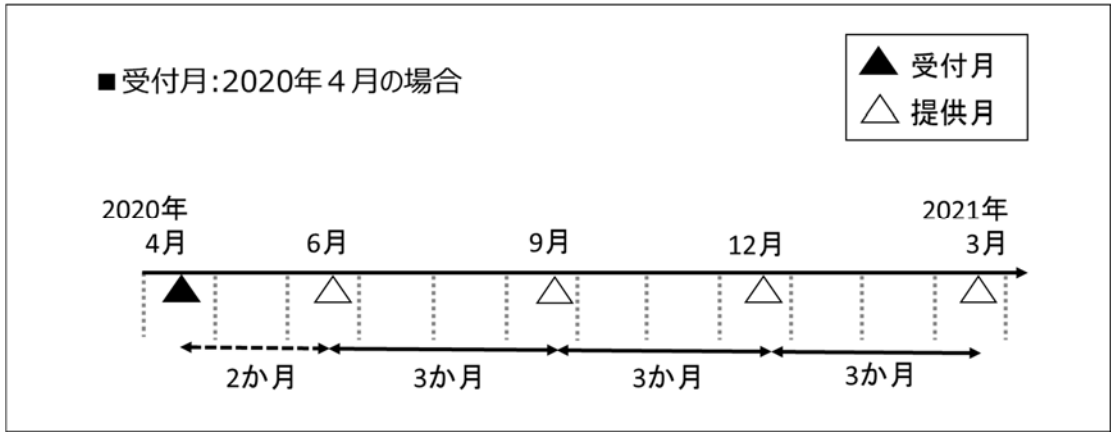 ■受付月:2020年4月の場合
▲ 受付月
△ 提供月
2020年
4月
6月
9月
12月
2021年
3月
2か月
3か月
3か月
3か月